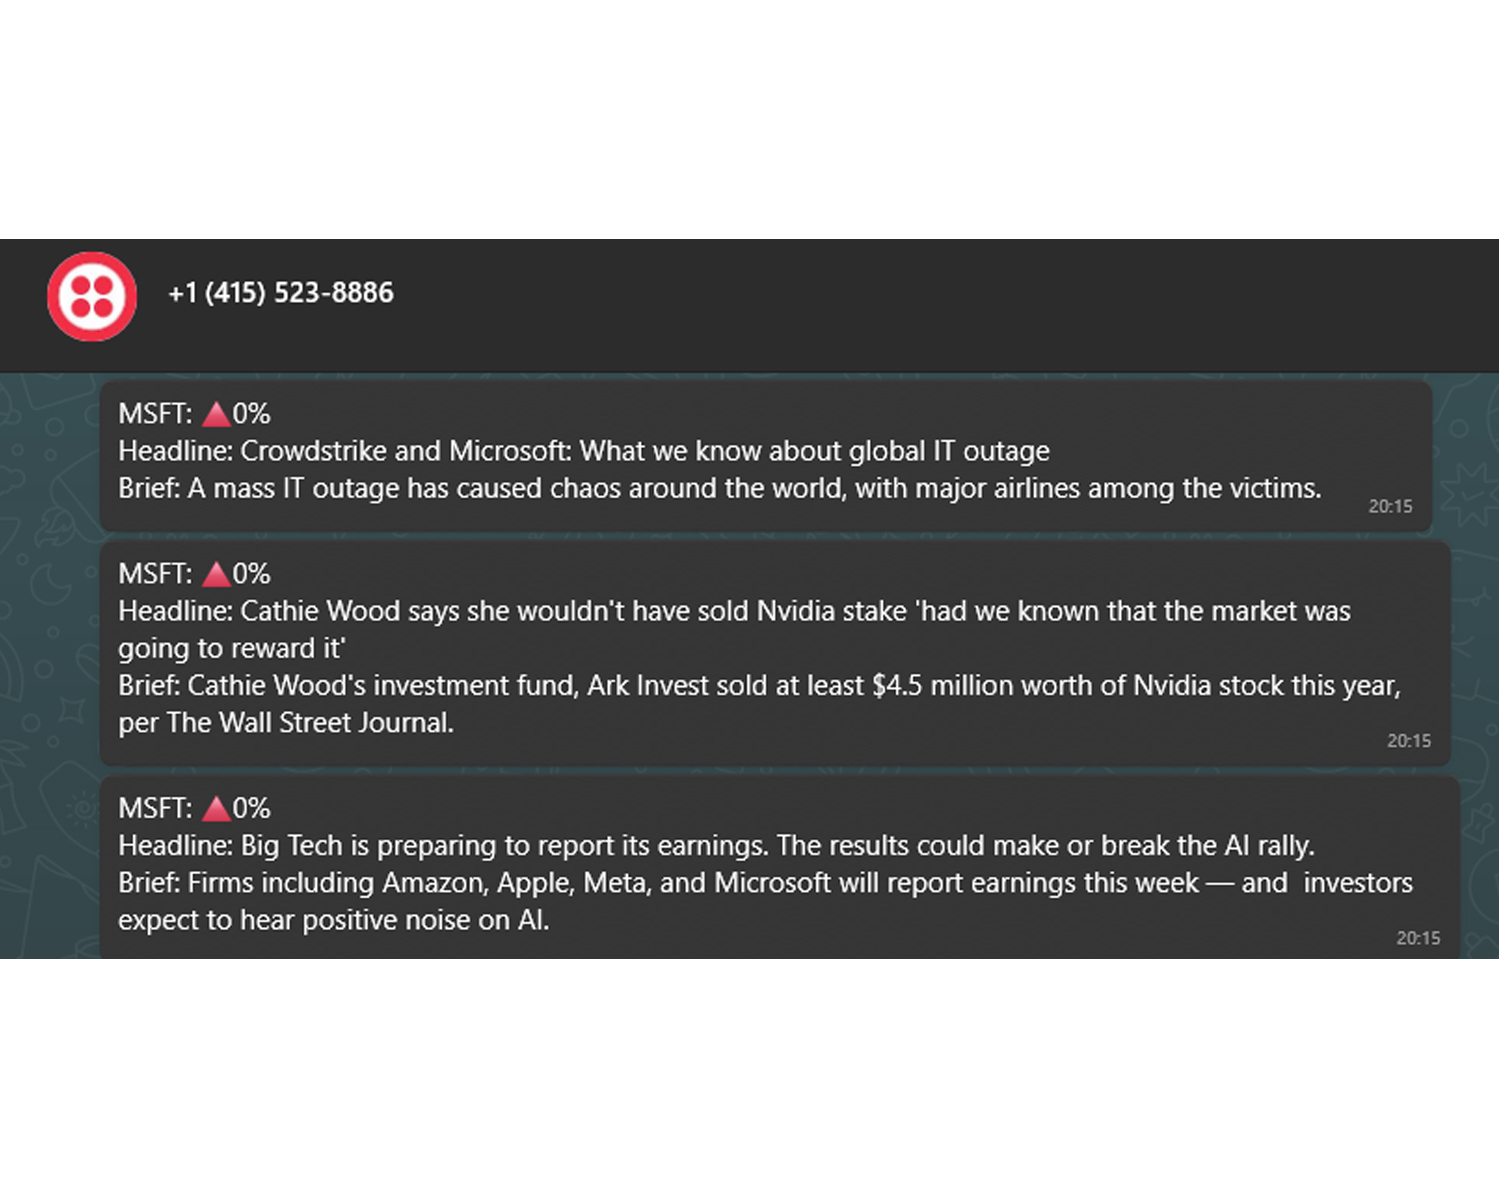 +1 (415) 523-8886
MSFT: 🔺0%
Headline: Crowdstrike and Microsoft: What we know about global IT outage
Brief: A mass IT outage has caused chaos around the world, with major airlines among the victims.
20:15
MSFT: 🔺0%
Headline: Cathie Wood says she wouldn't have sold Nvidia stake 'had we known that the market was
going to reward it'
Brief: Cathie Wood's investment fund, Ark Invest sold at least $4.5 million worth of Nvidia stock this year,
per The Wall Street Journal.
20:15
MSFT: 🔺0%
Headline: Big Tech is preparing to report its earnings. The results could make or break the AI rally.
Brief: Firms including Amazon, Apple, Meta, and Microsoft will report earnings this week — and  investors
expect to hear positive noise on AI.
20:15